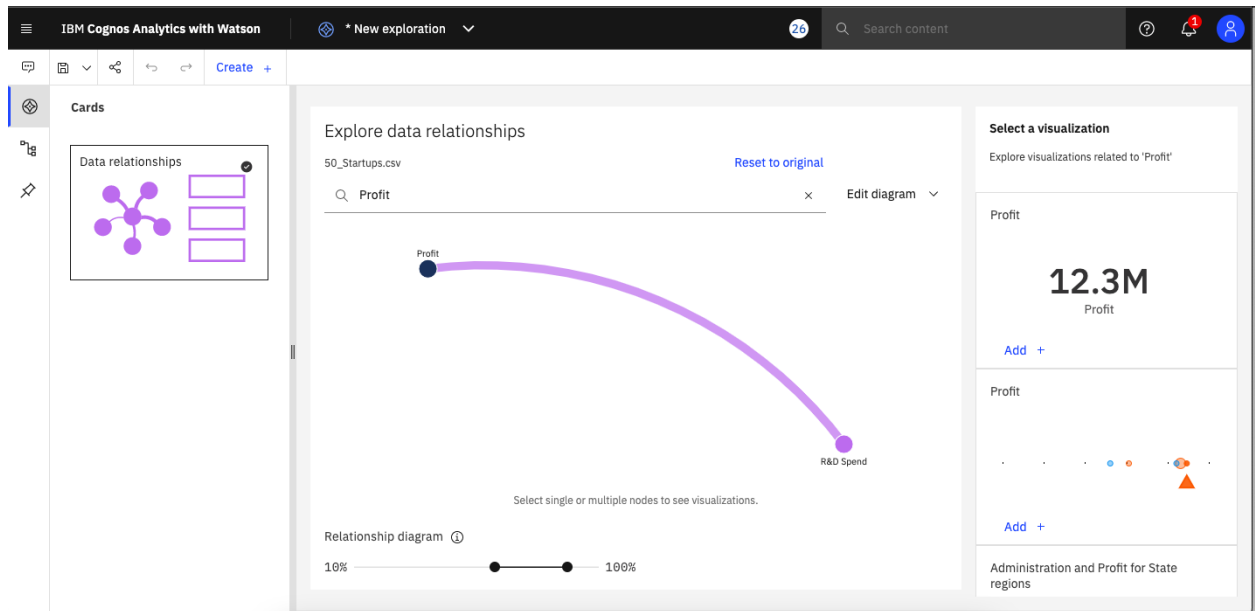 IBM Cognos Analytics with Watson
* New exploration
26
Search content
1
Create +
Cards
Data relationships
Explore data relationships
50_Startups.csv
Reset to original
Profit
Edit diagram
Profit
R&D Spend
Select single or multiple nodes to see visualizations.
Relationship diagram
10%
100%
Select a visualization
Explore visualizations related to 'Profit'
Profit
12.3M
Profit
Add +
Profit
Add +
Administration and Profit for State
regions